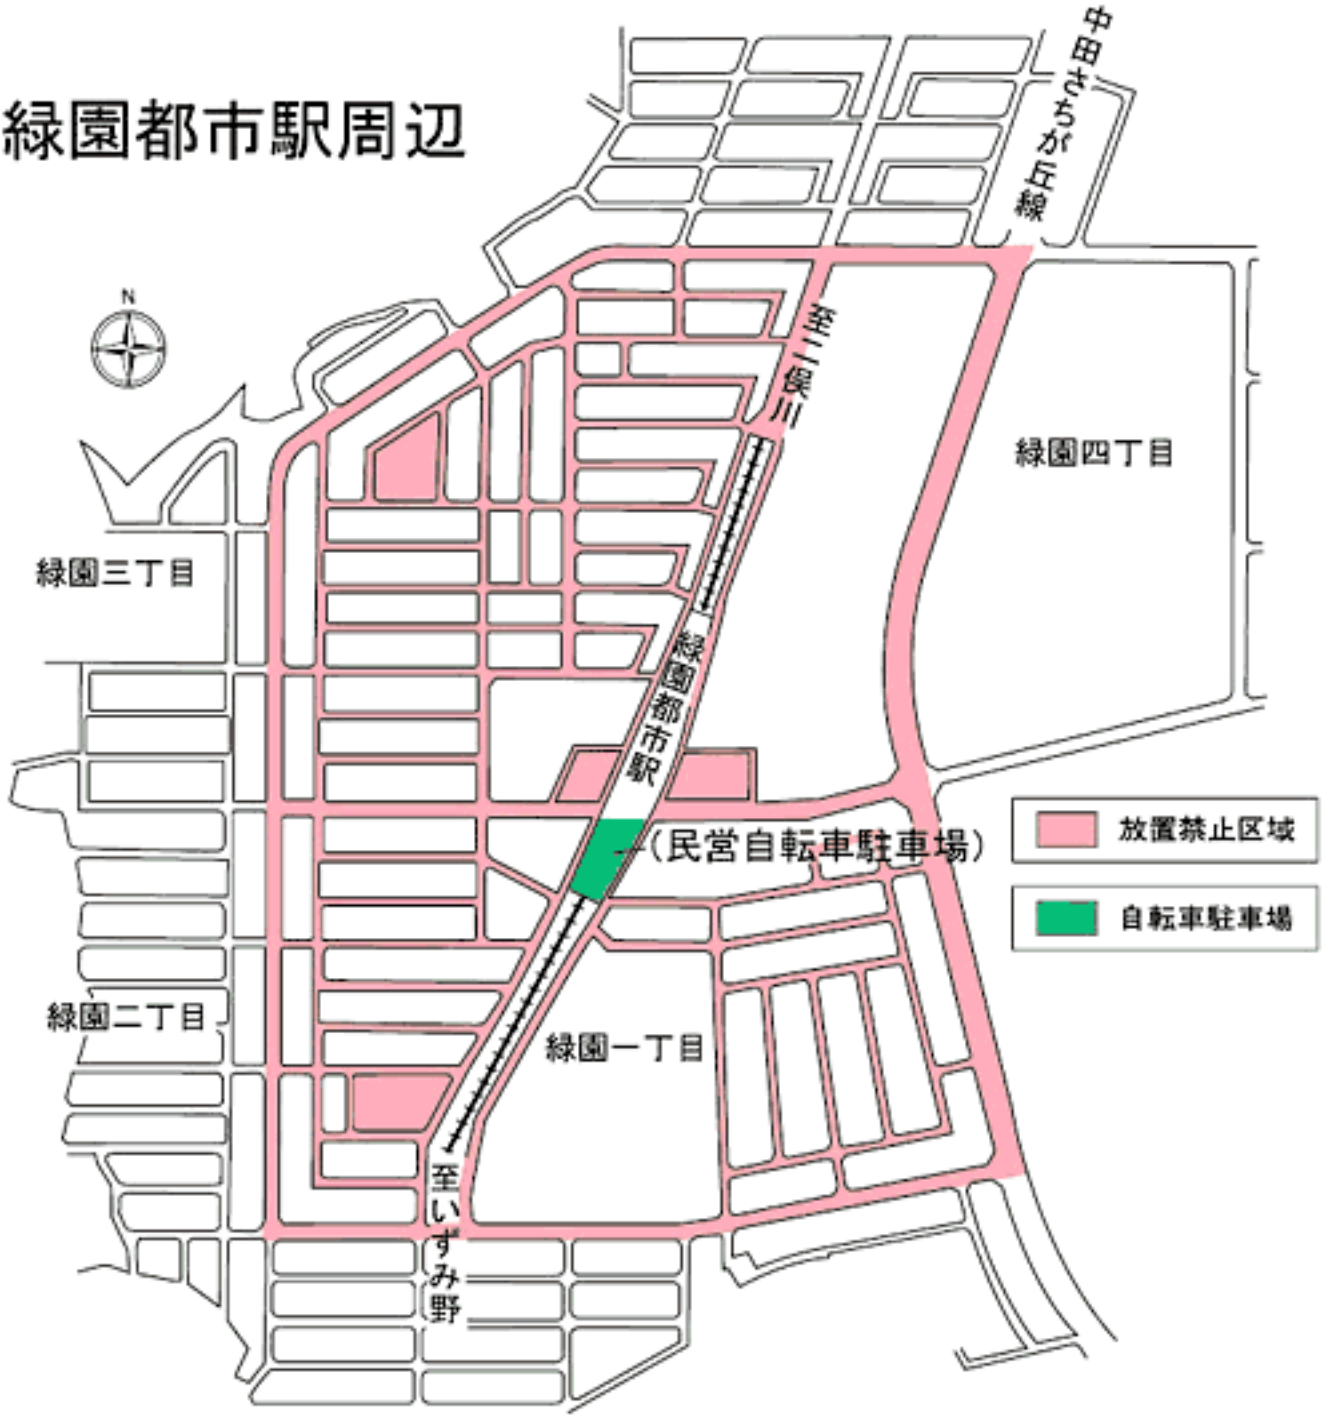 緑園都市駅周辺
中田さちが丘線
N
至二俣川
緑園四丁目
緑園三丁目
緑園都市駅
放置禁止区域
(民営自転車駐車場)
自転車駐車場
緑園二丁目
緑園一丁目
至いずみ野